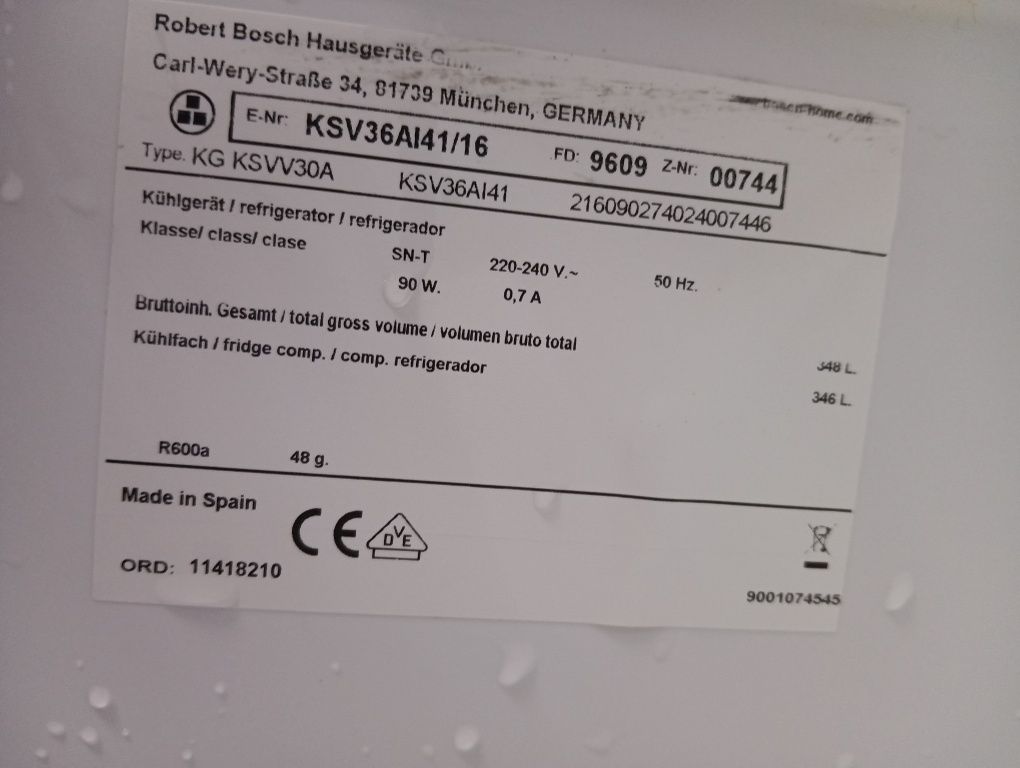 Robert Bosch Hausgeräte
Carl-Wery-Straße 34, 81739 München, GERMANY
E-Nr: KSV36AI41/16 FD: 9609 Z-Nr: 00744
Type. KG KSVV30A KSV36AI41 216090274024007446
Kühlgerät / refrigerator / refrigerador
Klasse/ class/ clase SN-T 220-240 V.~ 50 Hz.
90 W. 0,7 A
Bruttoinh. Gesamt / total gross volume / volumen bruto total 348 L.
Kühlfach / fridge comp. / comp. refrigerador 346 L.
R600a 48 g.
Made in Spain
CE DVE
ORD: 11418210
9001074545